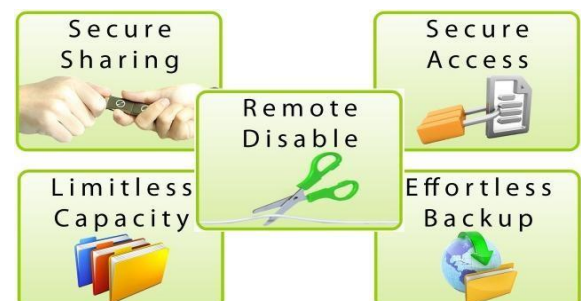 Secure
Sharing
Secure
Access
Remote
Disable
Limitless
Capacity
Effortless
Backup